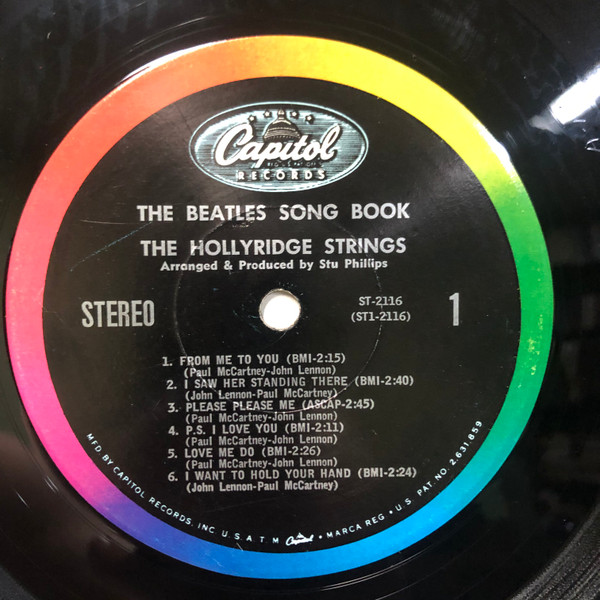 Capitol
RECORDS
THE BEATLES SONG BOOK
THE HOLLYRIDGE STRINGS
Arranged & Produced by Stu Phillips
STEREO
ST-2116
(ST1-2116)
1
1. FROM ME TO YOU (BMI-2:15)
(Paul McCartney-John Lennon)
2. I SAW HER STANDING THERE (BMI-2:40)
(John Lennon-Paul McCartney)
3. PLEASE PLEASE ME (ASCAP-2:45)
(Paul McCartney-John Lennon)
4. P.S. I LOVE YOU (BMI-2:11)
(Paul McCartney-John Lennon)
5. LOVE ME DO (BMI-2:26)
(Paul McCartney-John Lennon)
6. I WANT TO HOLD YOUR HAND (BMI-2:24)
(John Lennon-Paul McCartney)
MFD BY CAPITOL RECORDS, INC U.S.A. T M Capitol • MARCA REG • U.S. PAT NO. 2,631,859